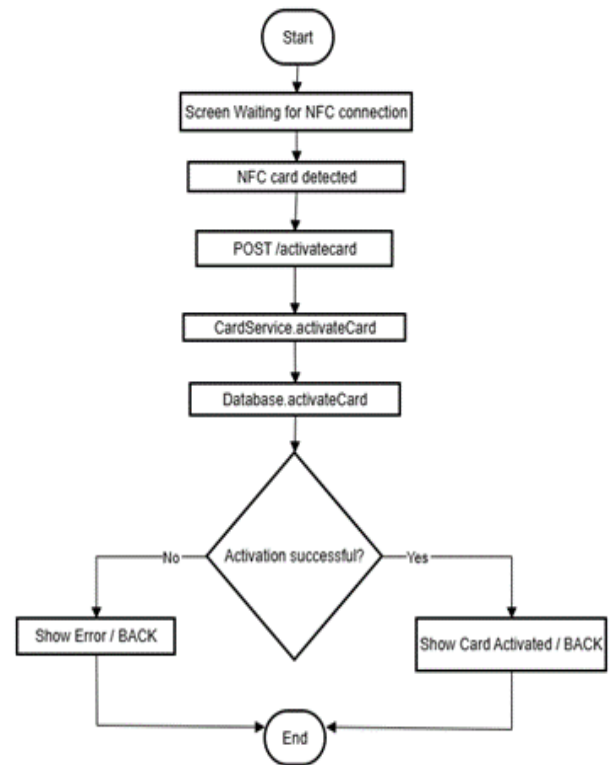 Start
Screen Waiting for NFC connection
NFC card detected
POST /activatecard
CardService.activateCard
Database.activateCard
Activation successful?
No
Yes
Show Error / BACK
Show Card Activated / BACK
End